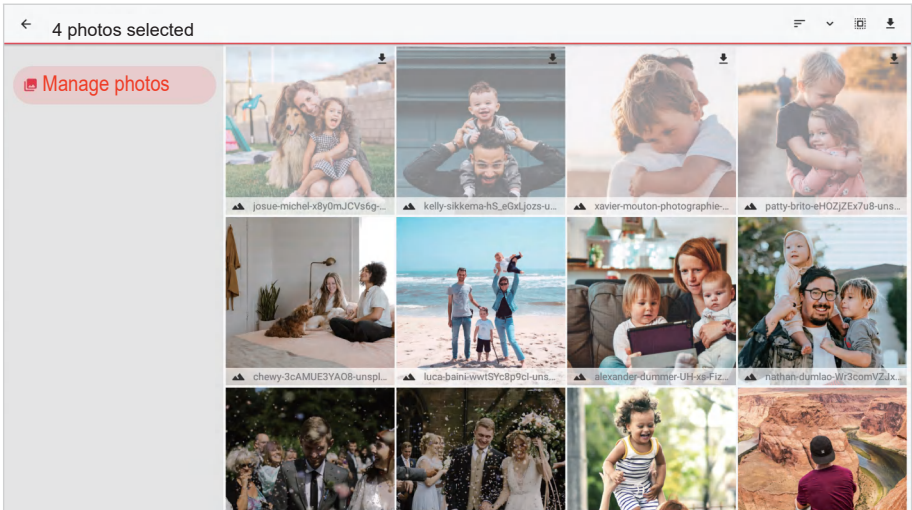 4 photos selected
Manage photos
josue-michel-x8y0mJCVs6g-...
kelly-sikkema-hS_eGxLjozs-u...
xavier-mouton-photographie-...
patty-brito-eHOZjZEx7u8-uns...
chewy-3cAMUE3YAO8-unspl...
luca-baini-wwtSYc8p9cI-uns...
alexander-dummer-UH-xs-Fiz...
nathan-dumlao-Wr3comVZJx...